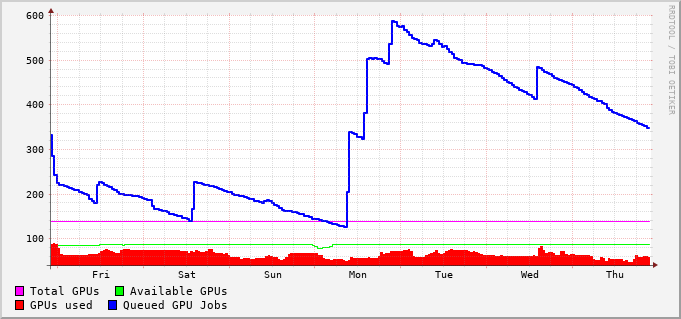 600
500
400
300
200
100
Fri Sat Sun Mon Tue Wed Thu
Total GPUs Available GPUs
GPUs used Queued GPU Jobs
RRDTOOL / TOBI OETIKER